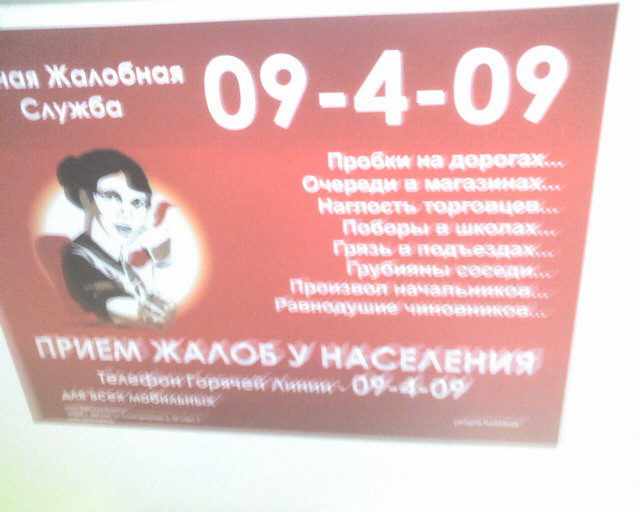 Жалобная
Служба
09-4-09
Пробки на дорогах...
Очереди в магазинах...
Наглость торговцев...
Поборы в школах...
Грязь в подъездах...
Грубияны соседи...
Произвол начальников...
Равнодушие чиновников...
ПРИЕМ ЖАЛОБ У НАСЕЛЕНИЯ
Телефон Горячей Линии - 09-4-09
для всех мобильных